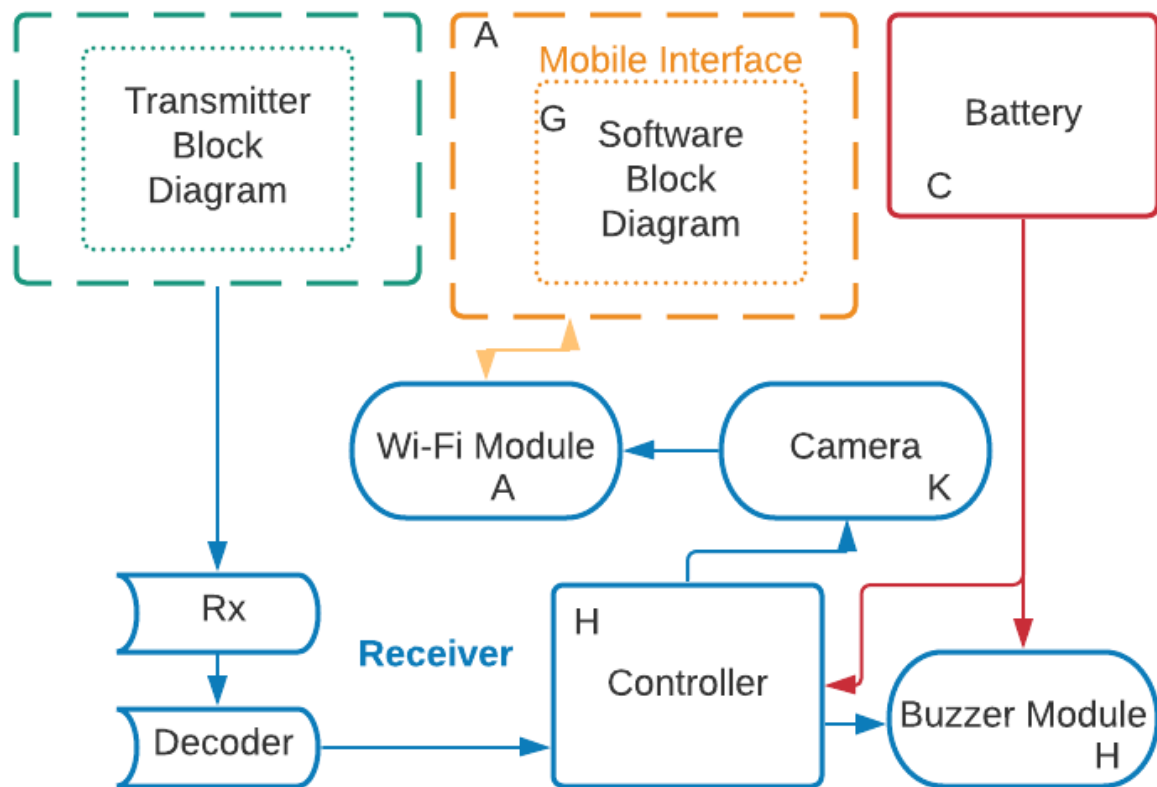 Transmitter
Block
Diagram
A
Mobile Interface
G
Software
Block
Diagram
Battery
C
Wi-Fi Module
A
Camera
K
Rx
Receiver
Decoder
H
Controller
Buzzer Module
H